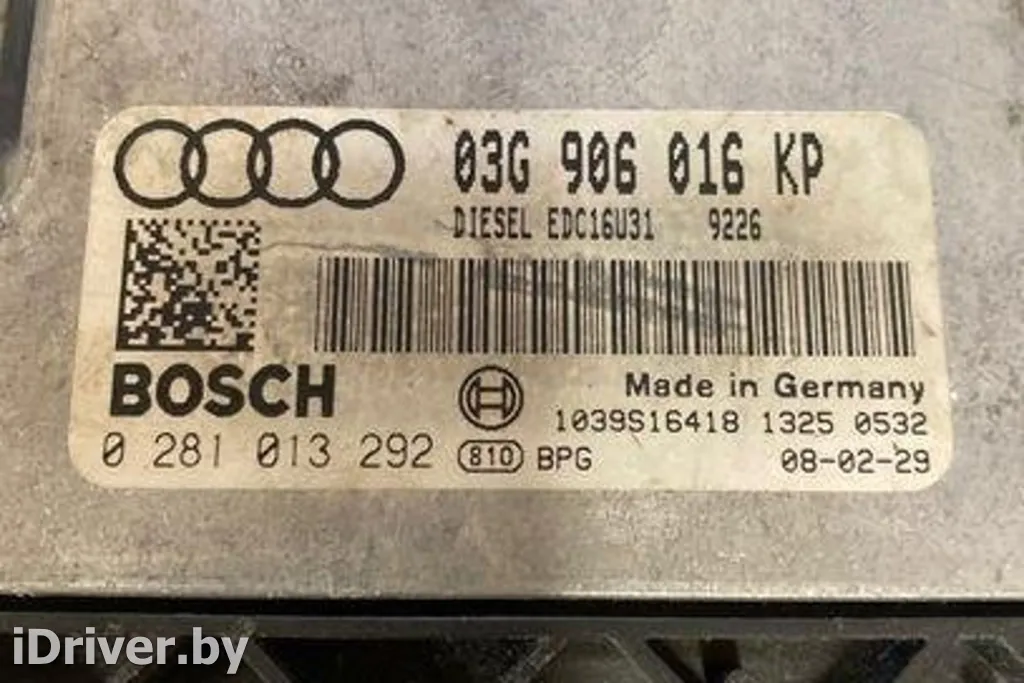 03G 906 016 KP
DIESEL EDC16U31 9226
BOSCH
Made in Germany
1039S16418 1325 0532
0 281 013 292 810 BPG 08-02-29
iDriver.by